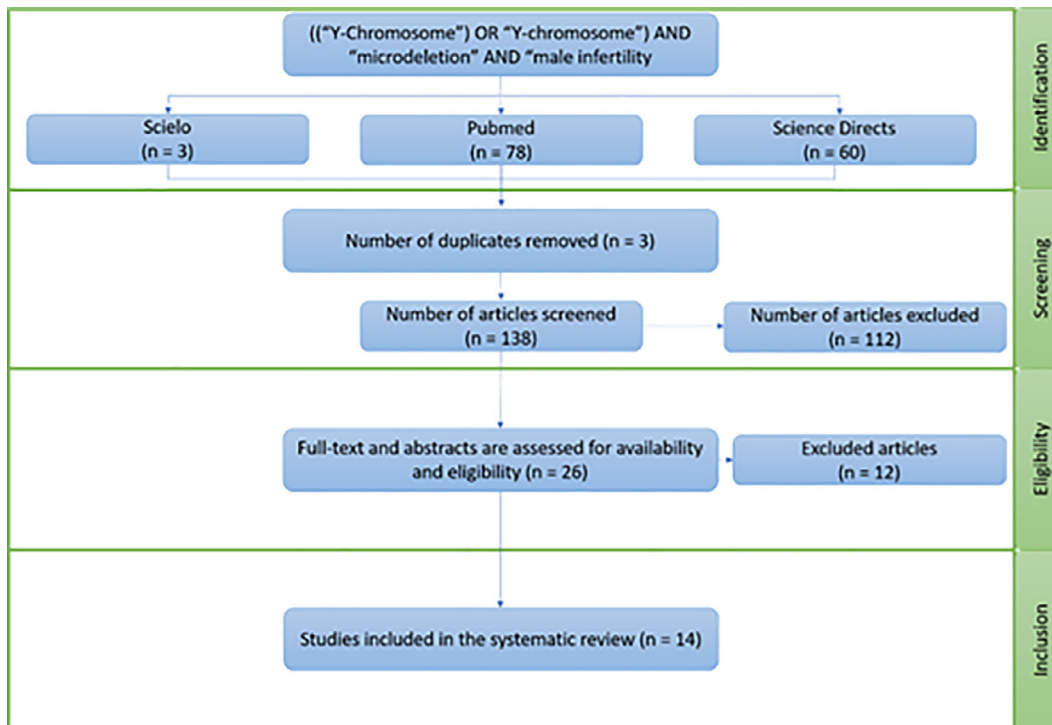 ((“Y-Chromosome”) OR “Y-chromosome”) AND
“microdeletion” AND “male infertility
Scielo
(n = 3)
Pubmed
(n = 78)
Science Directs
(n = 60)
Identification
Number of duplicates removed (n = 3)
Number of articles screened
(n = 138)
Number of articles excluded
(n = 112)
Screening
Full-text and abstracts are assessed for availability
and eligibility (n = 26)
Excluded articles
(n = 12)
Eligibility
Studies included in the systematic review (n = 14)
Inclusion